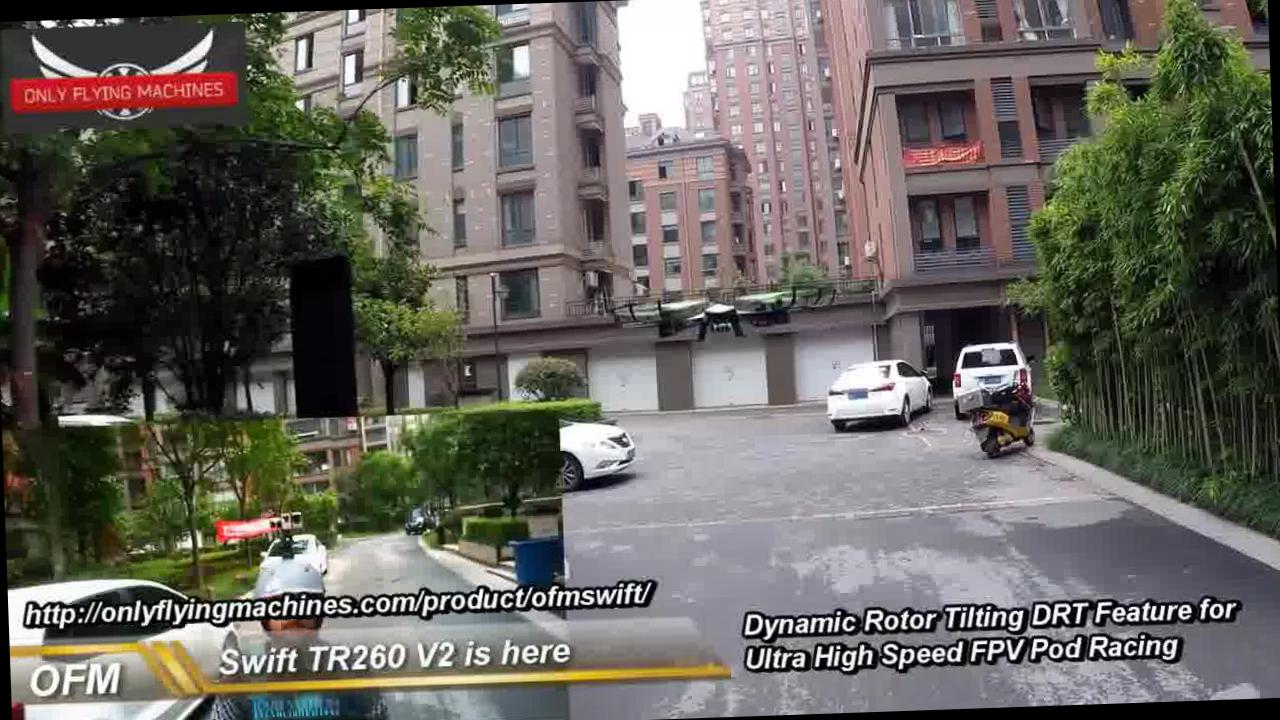 ONLY FLYING MACHINES
http://onlyflyingmachines.com/product/ofmswift/
OFM
Swift TR260 V2 is here
Dynamic Rotor Tilting DRT Feature for
Ultra High Speed FPV Pod Racing